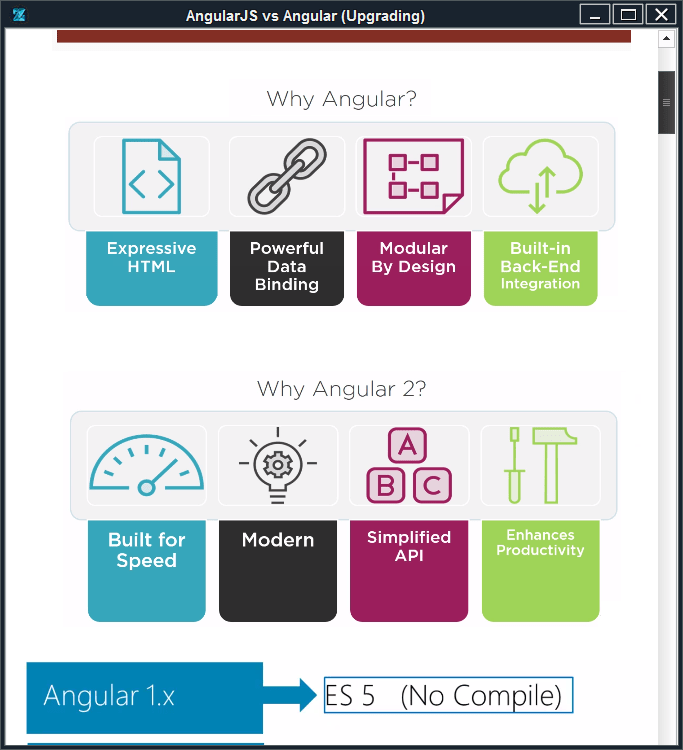 AngularJS vs Angular (Upgrading)
Why Angular?
Expressive
HTML
Powerful
Data
Binding
Modular
By Design
Built-in
Back-End
Integration
Why Angular 2?
A
B C
Built for
Speed
Modern
Simplified
API
Enhances
Productivity
Angular 1.x
ES 5 (No Compile)